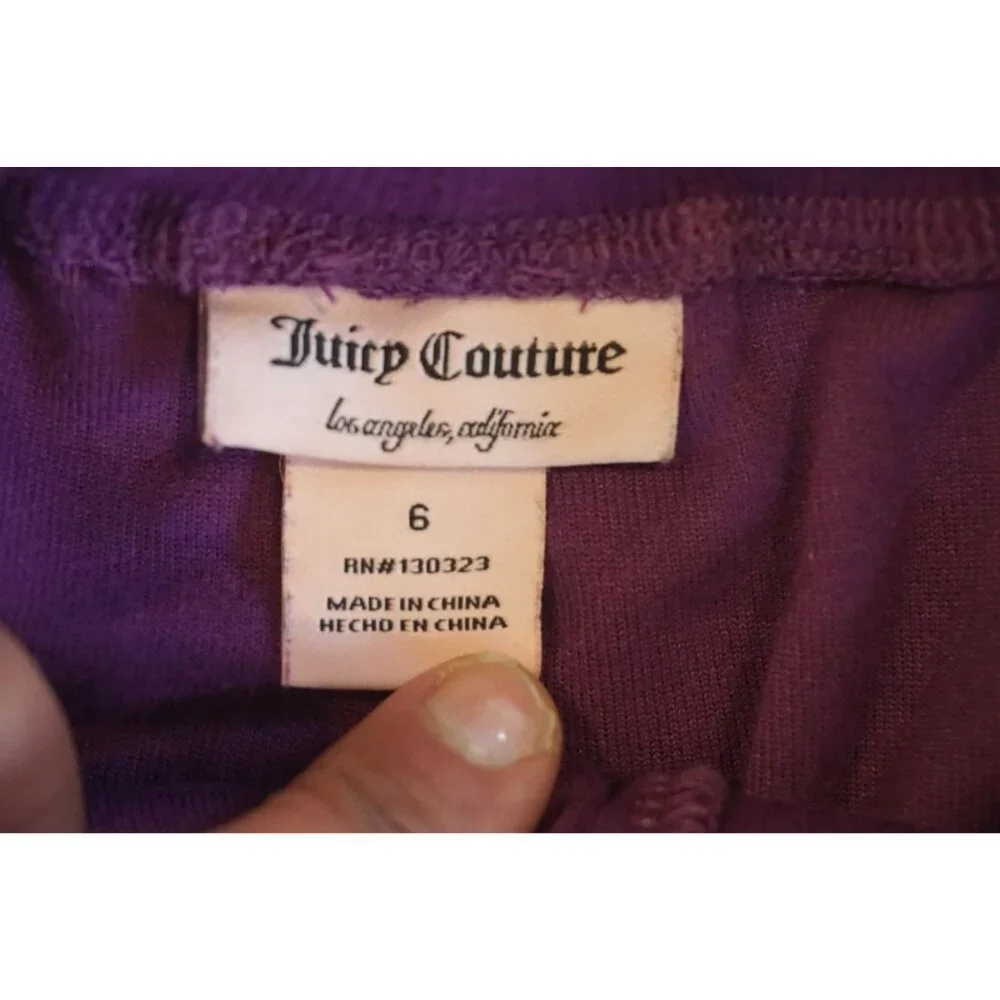 Juicy Couture
los angeles, california
6
RN#130323
MADE IN CHINA
HECHO EN CHINA